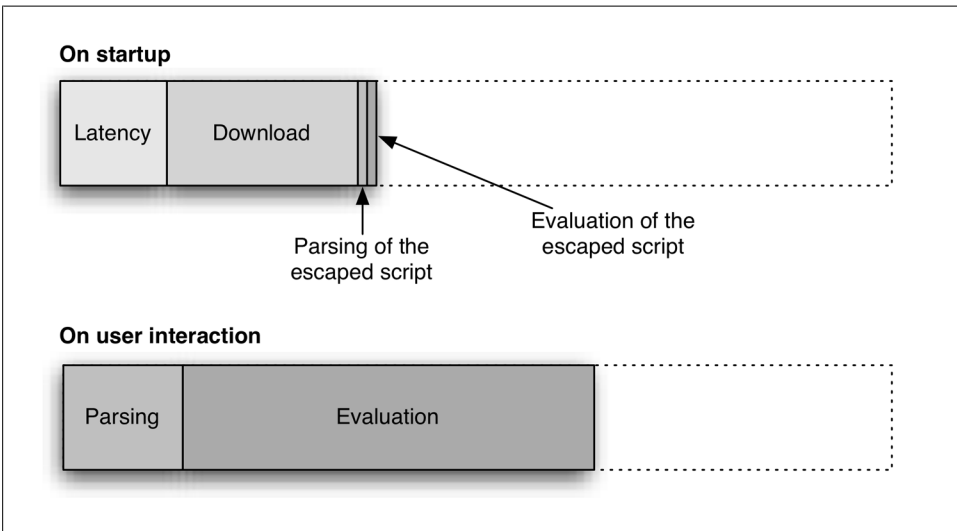 On startup
Latency
Download
Parsing of the
escaped script
Evaluation of the
escaped script
On user interaction
Parsing
Evaluation